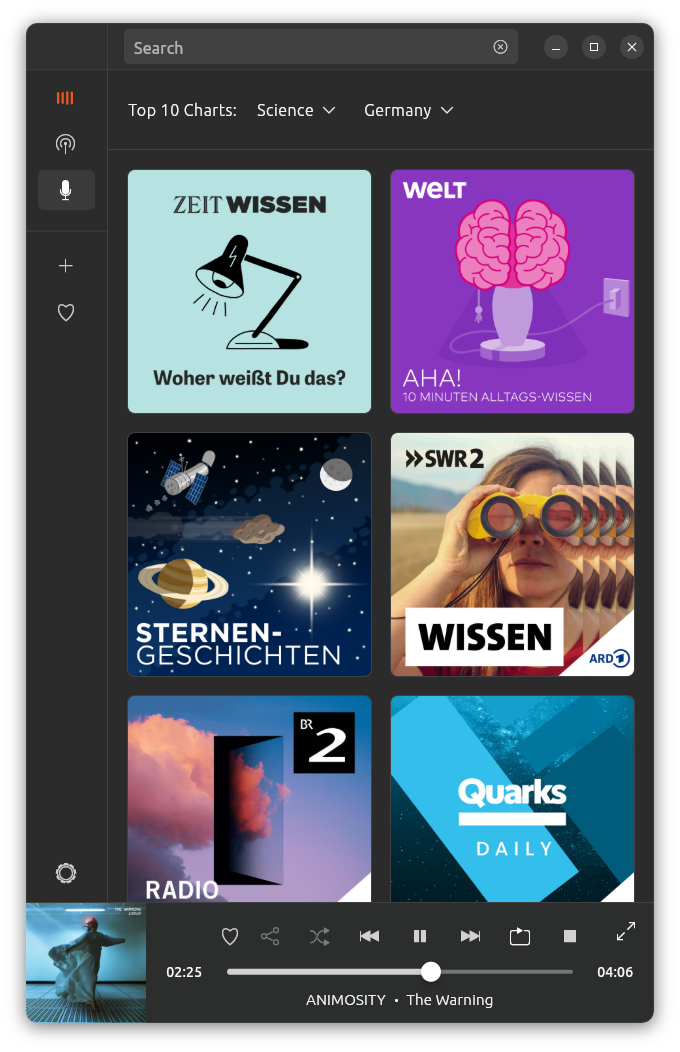 Search
Top 10 Charts: Science Germany
ZEIT WISSEN
Woher weißt Du das?
WELT
AHA!
10 MINUTEN ALLTAGS-WISSEN
STERNEN-
GESCHICHTEN
SWR2
WISSEN
ARD 1
BR
2
RADIO
Quarks
DAILY
THE WARNING
02:25
04:06
ANIMOSITY • The Warning